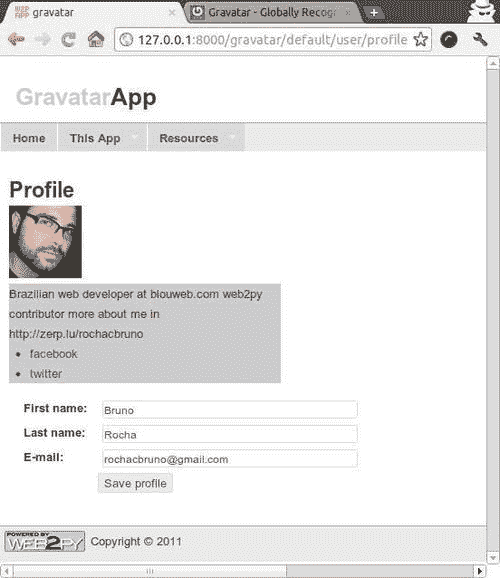 gravatar
Gravatar - Globally Recogn
127.0.0.1:8000/gravatar/default/user/profile
GravatarApp
Home This App Resources
Profile
Brazilian web developer at blouweb.com web2py
contributor more about me in
http://zerp.lu/rochacbruno
facebook
twitter
First name: Bruno
Last name: Rocha
E-mail: rochacbruno@gmail.com
Save profile
POWERED BY
WEB2PY Copyright © 2011